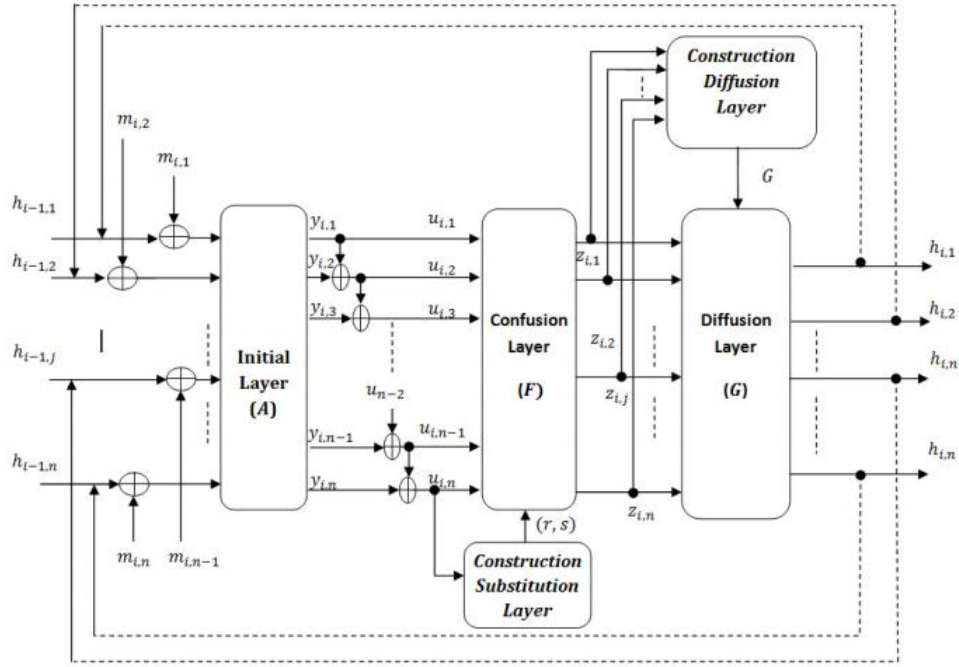 Construction
Diffusion
Layer
m_{i,2}
m_{i,1}
G
h_{i-1,1}
y_{i,1}
u_{i,1}
z_{i,1}
h_{i,1}
h_{i-1,2}
y_{i,2}
u_{i,2}
h_{i,2}
y_{i,3}
u_{i,3}
Initial
Layer
(A)
Confusion
Layer
(F)
Diffusion
Layer
(G)
z_{i,2}
h_{i-1,j}
u_{n-2}
z_{i,j}
h_{i,n}
y_{i,n-1}
u_{i,n-1}
h_{i-1,n}
y_{i,n}
u_{i,n}
z_{i,n}
h_{i,n}
(r, s)
m_{i,n}
m_{i,n-1}
Construction
Substitution
Layer